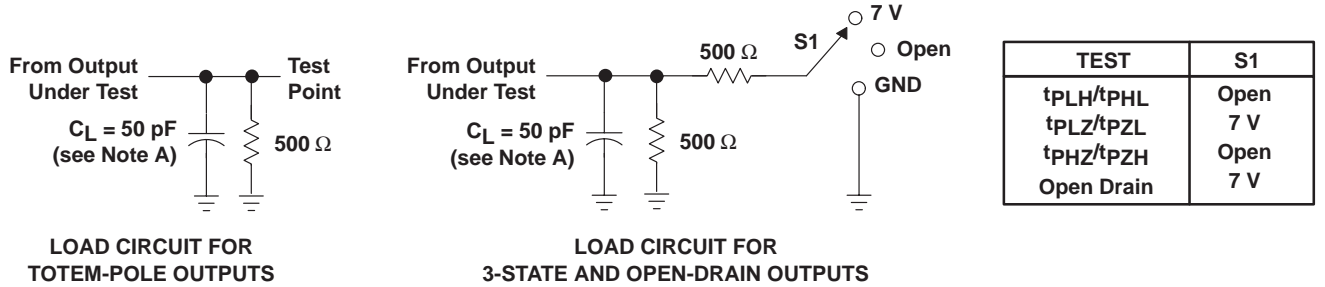 From Output
Under Test
Test
Point
CL = 50 pF
(see Note A)
500 Ω
LOAD CIRCUIT FOR
TOTEM-POLE OUTPUTS
From Output
Under Test
CL = 50 pF
(see Note A)
500 Ω
500 Ω
S1
7 V
Open
GND
LOAD CIRCUIT FOR
3-STATE AND OPEN-DRAIN OUTPUTS
TEST S1
tPLH/tPHL Open
tPLZ/tPZL 7 V
tPHZ/tPZH Open
Open Drain 7 V